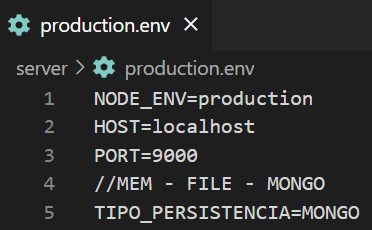 production.env
server > production.env
1 NODE_ENV=production
2 HOST=localhost
3 PORT=9000
4 //MEM - FILE - MONGO
5 TIPO_PERSISTENCIA=MONGO